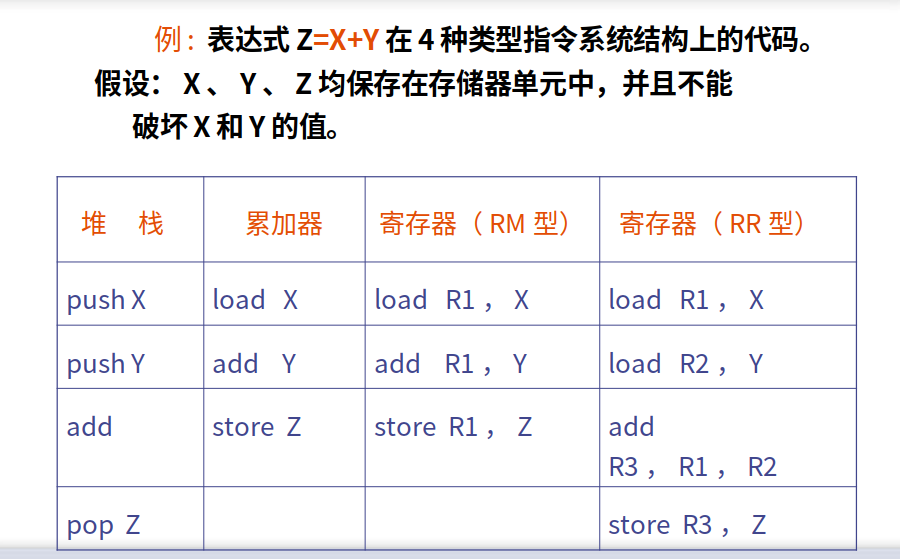 例：表达式 Z=X+Y 在 4 种类型指令系统结构上的代码。
假设： X 、 Y 、 Z 均保存在存储器单元中，并且不能
破坏 X 和 Y 的值。
堆 栈 累加器 寄存器（ RM 型） 寄存器（ RR 型）
push X load X load R1 ， X load R1 ， X
push Y add Y add R1 ， Y load R2 ， Y
add store Z store R1 ， Z add
R3 ， R1 ， R2
pop Z store R3 ， Z